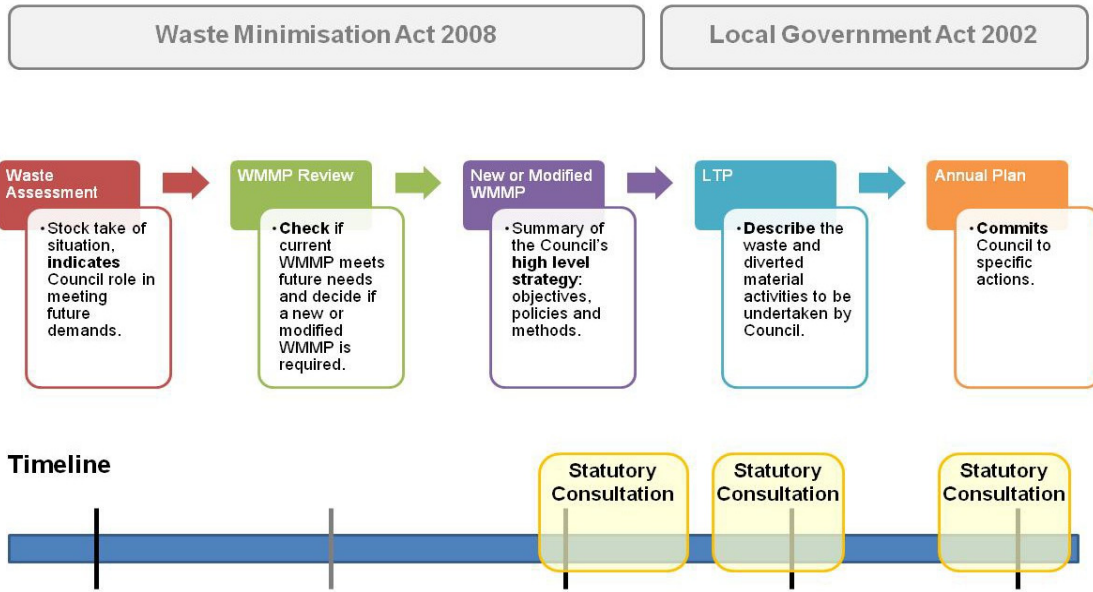 Waste Minimisation Act 2008
Local Government Act 2002
Waste
Assessment
• Stock take of
situation,
indicates
Council role in
meeting
future
demands.
WMMP Review
• Check if
current
WMMP meets
future needs
and decide if
a new or
modified
WMMP is
required.
New or Modified
WMMP
• Summary of
the Council's
high level
strategy:
objectives,
policies and
methods.
LTP
• Describe the
waste and
diverted
material
activities to be
undertaken by
Council.
Annual Plan
• Commits
Council to
specific
actions.
Timeline
Statutory
Consultation
Statutory
Consultation
Statutory
Consultation